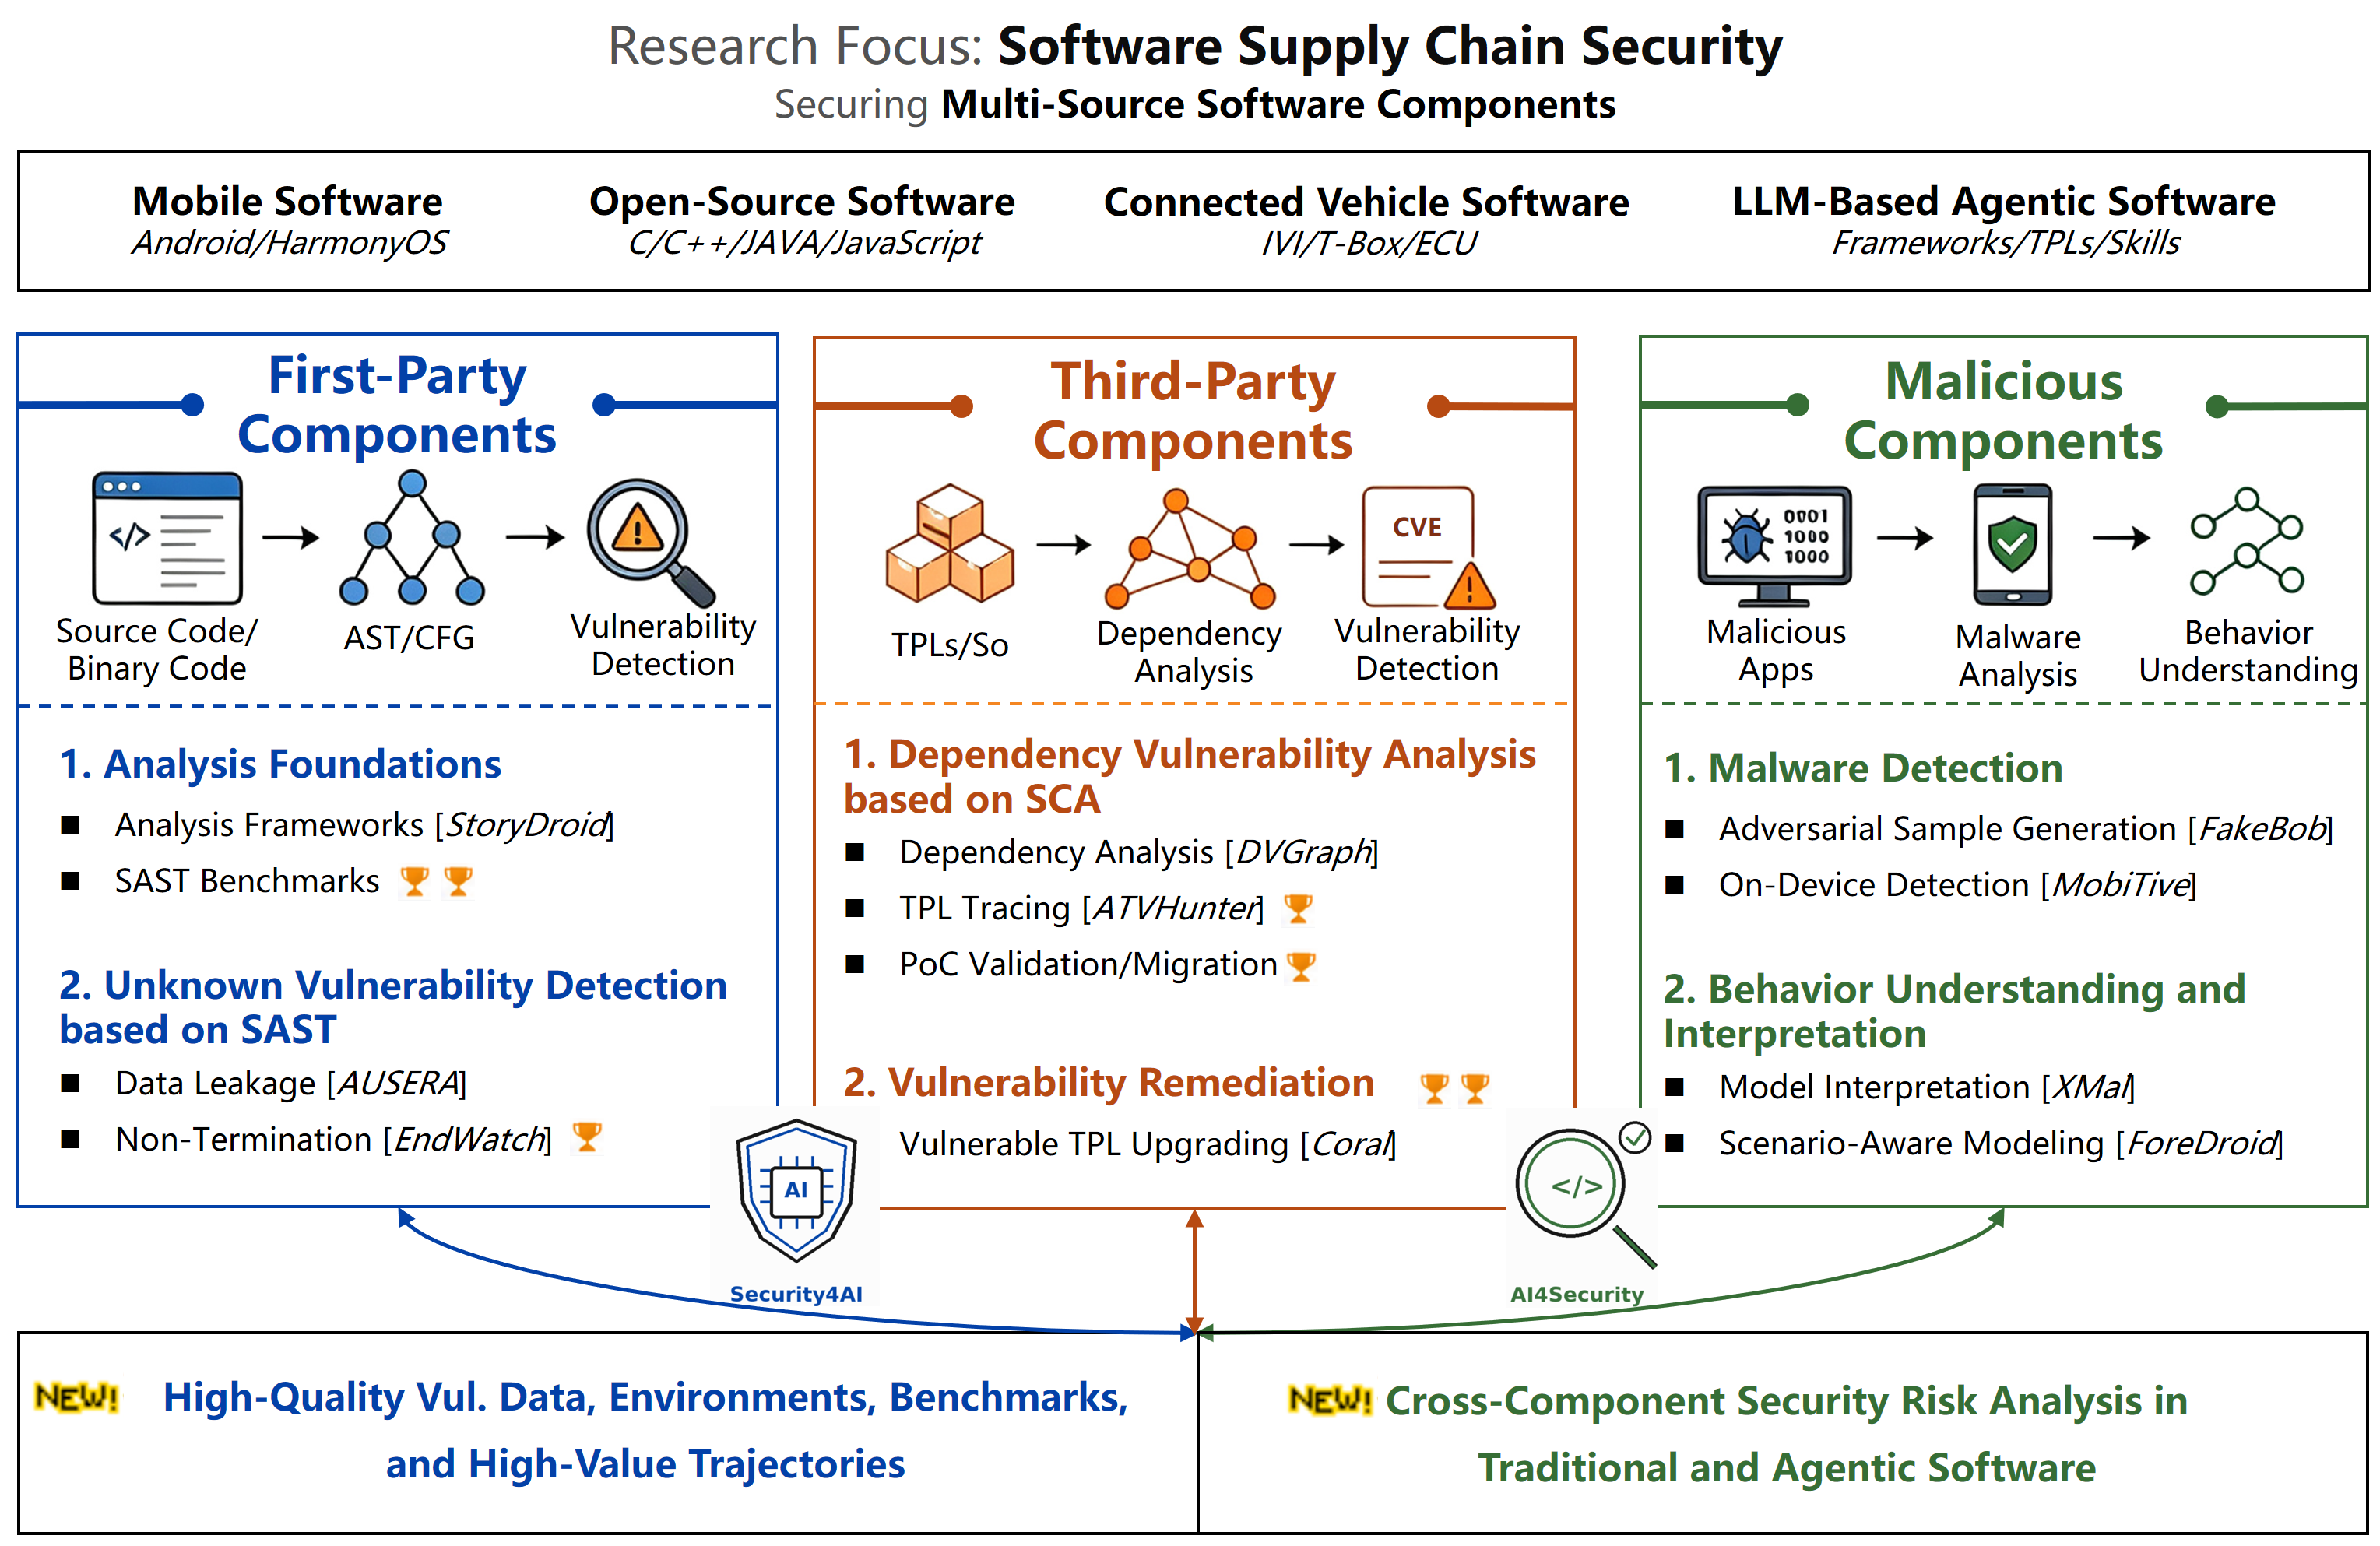 Research Focus: Software Supply Chain Security
Securing Multi-Source Software Components
Mobile Software
Android/HarmonyOS
Open-Source Software
C/C++/JAVA/JavaScript
Connected Vehicle Software
IVI/T-Box/ECU
LLM-Based Agentic Software
Frameworks/TPLs/Skills
First-Party
Components
</>
Source Code/
Binary Code
AST/CFG
Vulnerability
Detection
1. Analysis Foundations
Analysis Frameworks [StoryDroid]
SAST Benchmarks
2. Unknown Vulnerability Detection
based on SAST
Data Leakage [AUSERA]
Non-Termination [EndWatch]
Third-Party
Components
CVE
TPLs/So
Dependency
Analysis
Vulnerability
Detection
1. Dependency Vulnerability Analysis
based on SCA
Dependency Analysis [DVGraph]
TPL Tracing [ATVHunter]
PoC Validation/Migration
2. Vulnerability Remediation
Vulnerable TPL Upgrading [Coral]
Malicious
Components
0001
1000
1000
Malicious
Apps
Malware
Analysis
Behavior
Understanding
1. Malware Detection
Adversarial Sample Generation [FakeBob]
On-Device Detection [MobiTive]
2. Behavior Understanding and
Interpretation
Model Interpretation [XMal]
Scenario-Aware Modeling [ForeDroid]
AI
Security4AI
</>
AI4Security
NEW!
High-Quality Vul. Data, Environments, Benchmarks,
and High-Value Trajectories
NEW!
Cross-Component Security Risk Analysis in
Traditional and Agentic Software